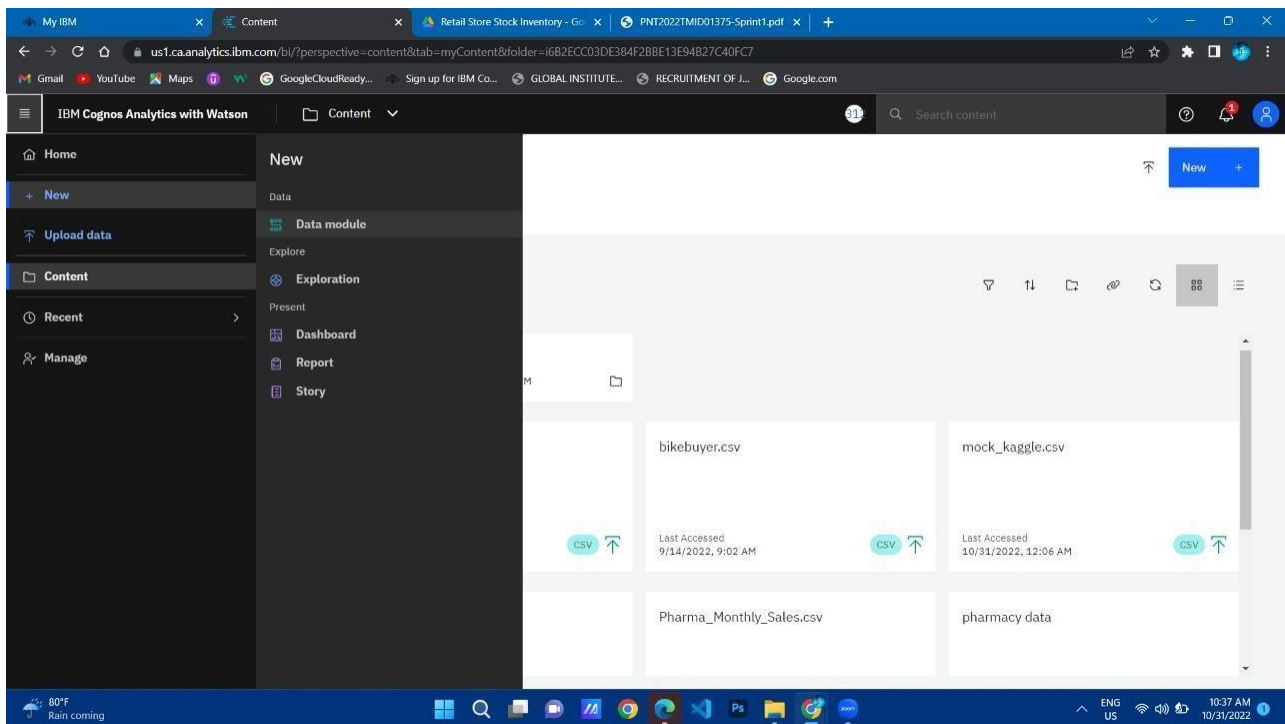 My IBM
Content
Retail Store Stock Inventory - Go
PNT2022TMID01375-Sprint1.pdf
us1.ca.analytics.ibm.com/bi/?perspective=content&tab=myContent&folder=i6B2ECC03DE384F2BBE13E94B27C40FC7
Gmail YouTube Maps GoogleCloudReady... Sign up for IBM Co... GLOBAL INSTITUTE... RECRUITMENT OF J... Google.com
IBM Cognos Analytics with Watson Content Search content 1
Home
New
Upload data
Content
Recent
Manage
New
Data
Data module
Explore
Exploration
Present
Dashboard
Report
Story
New +
M
bikebuyer.csv
mock_kaggle.csv
CSV
Last Accessed
9/14/2022, 9:02 AM
CSV
Last Accessed
10/31/2022, 12:06 AM
CSV
Pharma_Monthly_Sales.csv
pharmacy data
80°F
Rain coming
Ps
zoom
ENG
US
10:37 AM
10/31/2022
1